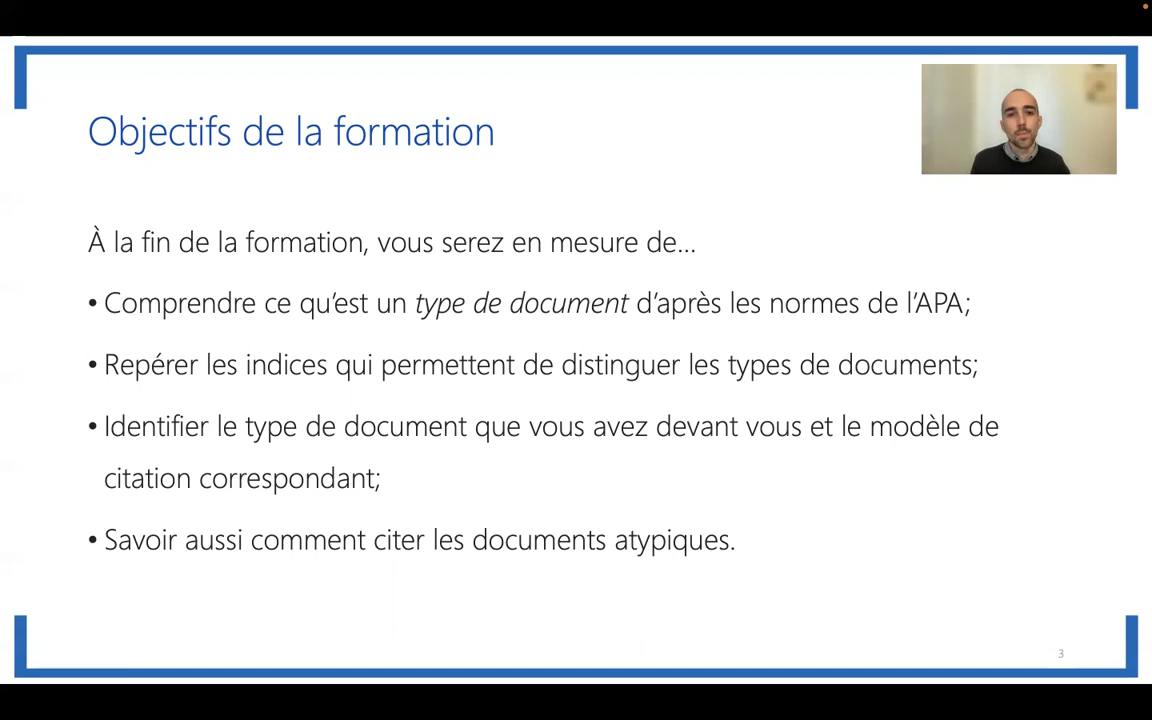 Objectifs de la formation
À la fin de la formation, vous serez en mesure de…
• Comprendre ce qu’est un type de document d’après les normes de l’APA;
• Repérer les indices qui permettent de distinguer les types de documents;
• Identifier le type de document que vous avez devant vous et le modèle de
citation correspondant;
• Savoir aussi comment citer les documents atypiques.
3